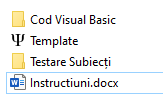 Cod Visual Basic
Template
Testare Subiecți
Instructiuni.docx